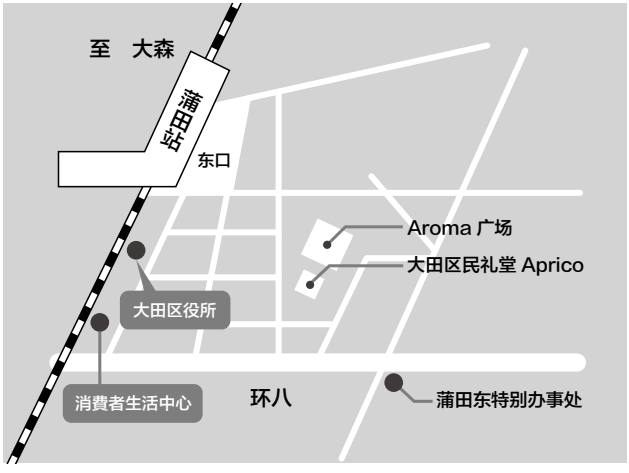 至　大森
蒲田站
东口
Aroma 广场
大田区民礼堂 Aprico
大田区役所
消費者生活中心
环八
蒲田东特别办事处